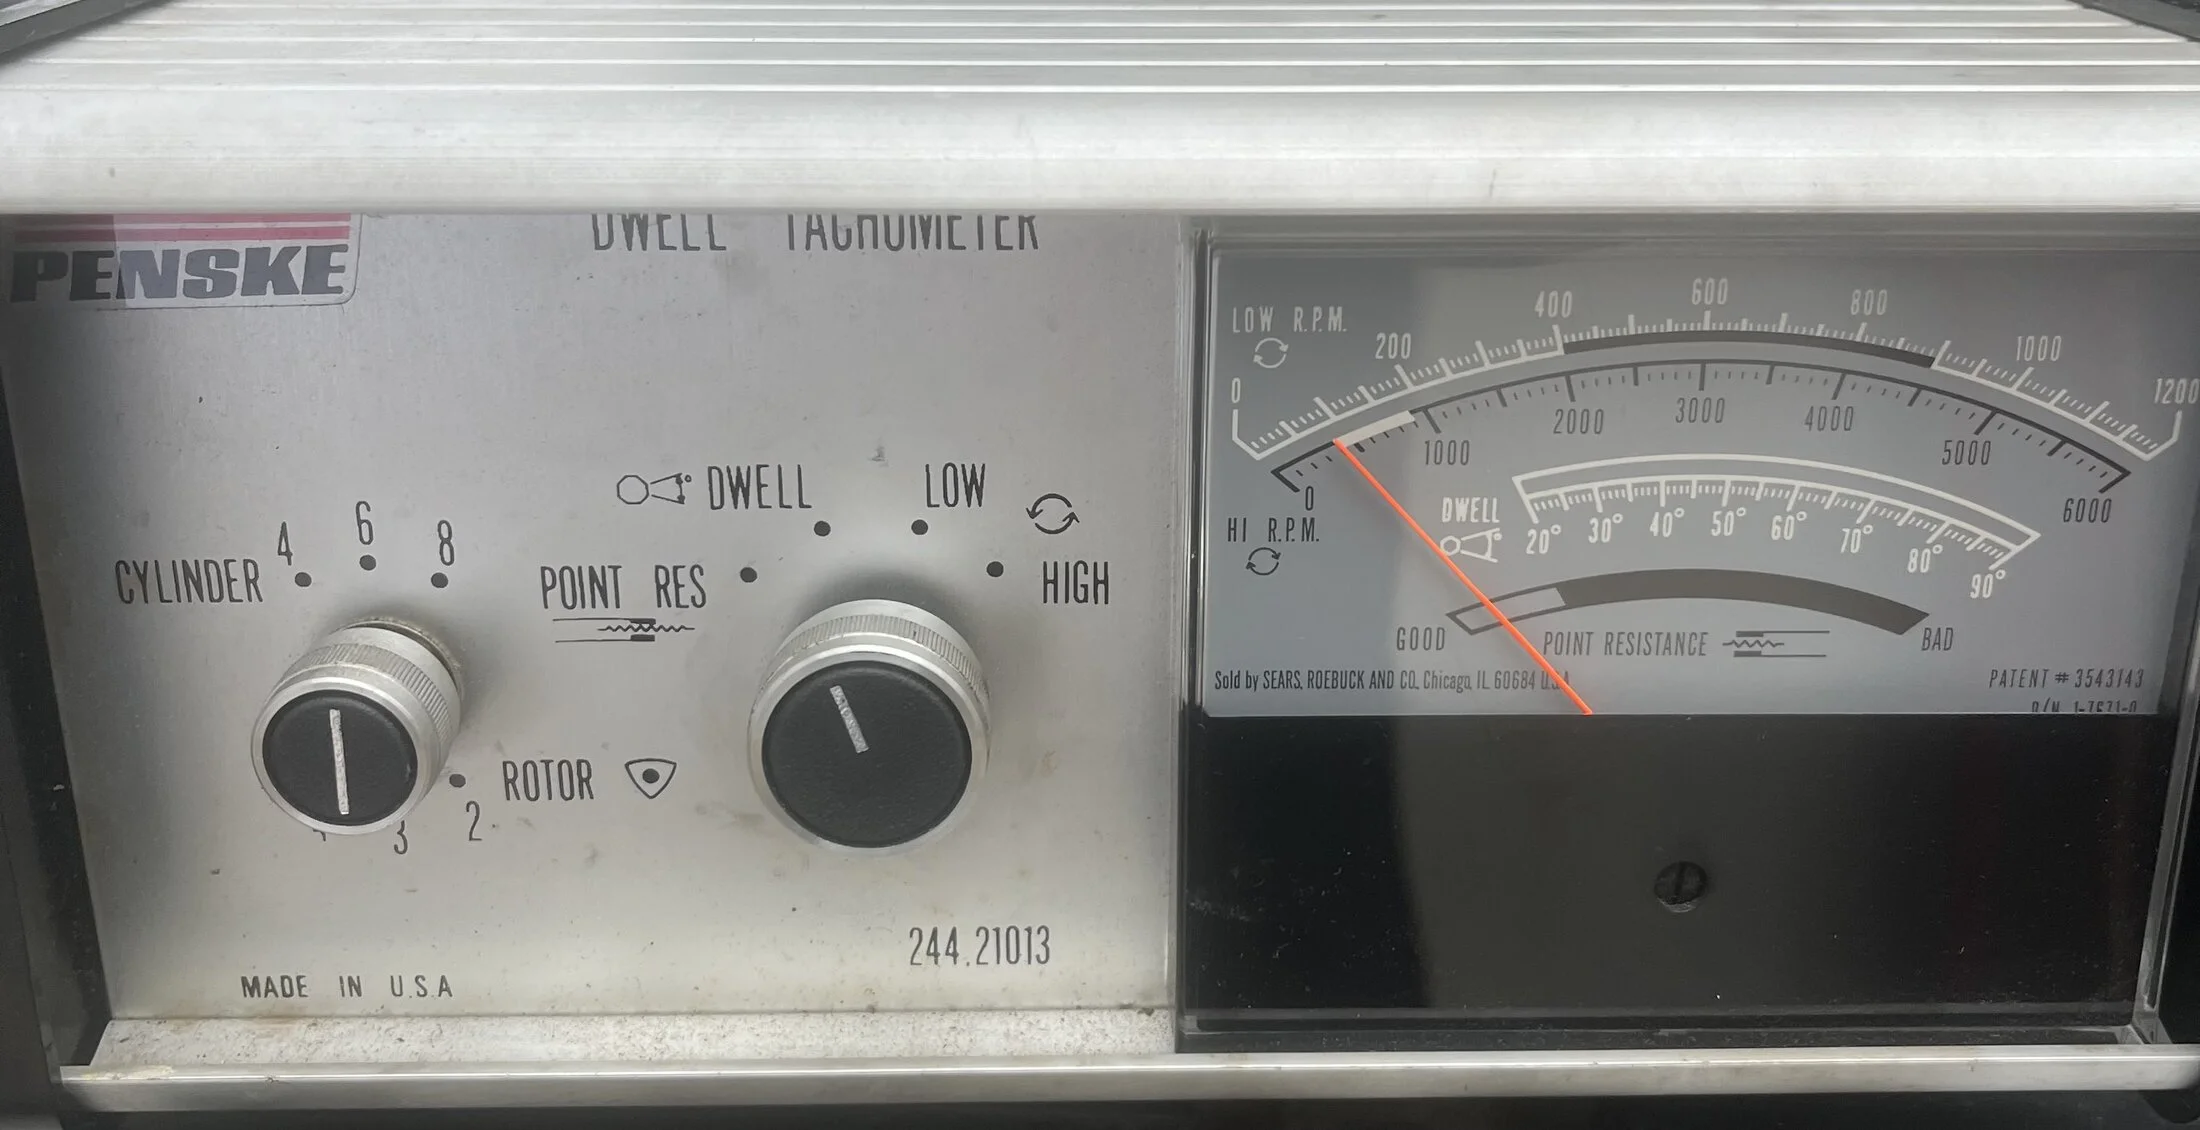 DWELL TACHOMETER
PENSKE
DWELL LOW
POINT RES HIGH
CYLINDER 4 6 8
ROTOR
3 2
244.21013
MADE IN U.S.A
LOW R.P.M.
0 200 400 600 800 1000 1200
0 1000 2000 3000 4000 5000 6000
HI R.P.M.
DWELL
20° 30° 40° 50° 60° 70° 80° 90°
GOOD POINT RESISTANCE BAD
Sold by SEARS, ROEBUCK AND CO. Chicago, IL 60684 U.S.A
PATENT # 3543143